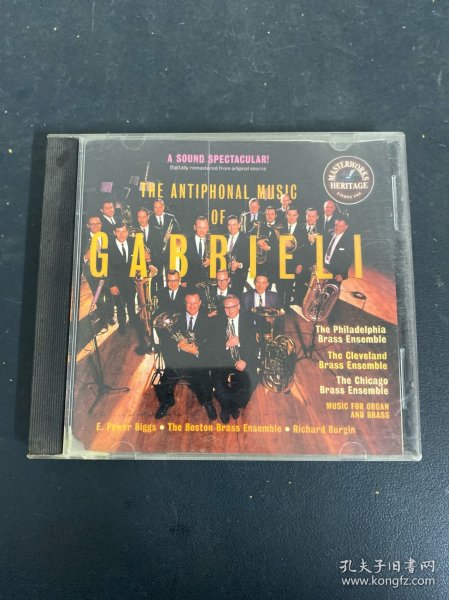 A SOUND SPECTACULAR!
Digitally remastered from original source
THE ANTIPHONAL MUSIC
OF
GABRIELI
MASTERWORKS
HERITAGE
The Philadelphia
Brass Ensemble
The Cleveland
Brass Ensemble
The Chicago
Brass Ensemble
MUSIC FOR ORGAN
AND BRASS
E. Power Biggs • The Boston Brass Ensemble • Richard Burgin
孔夫子旧书网
www.kongfz.com